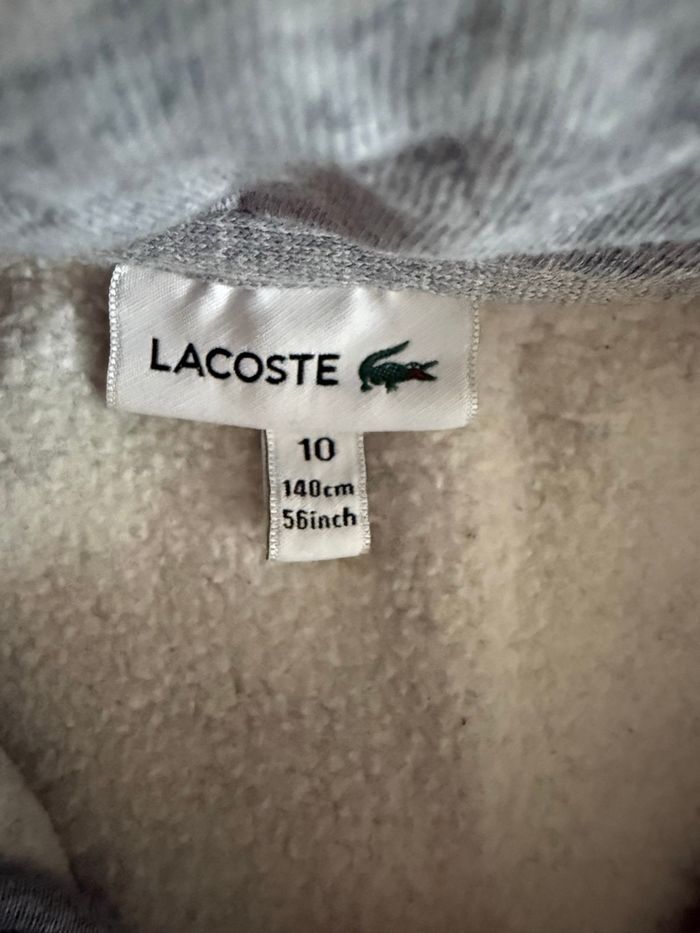 LACOSTE
10
140cm
56inch